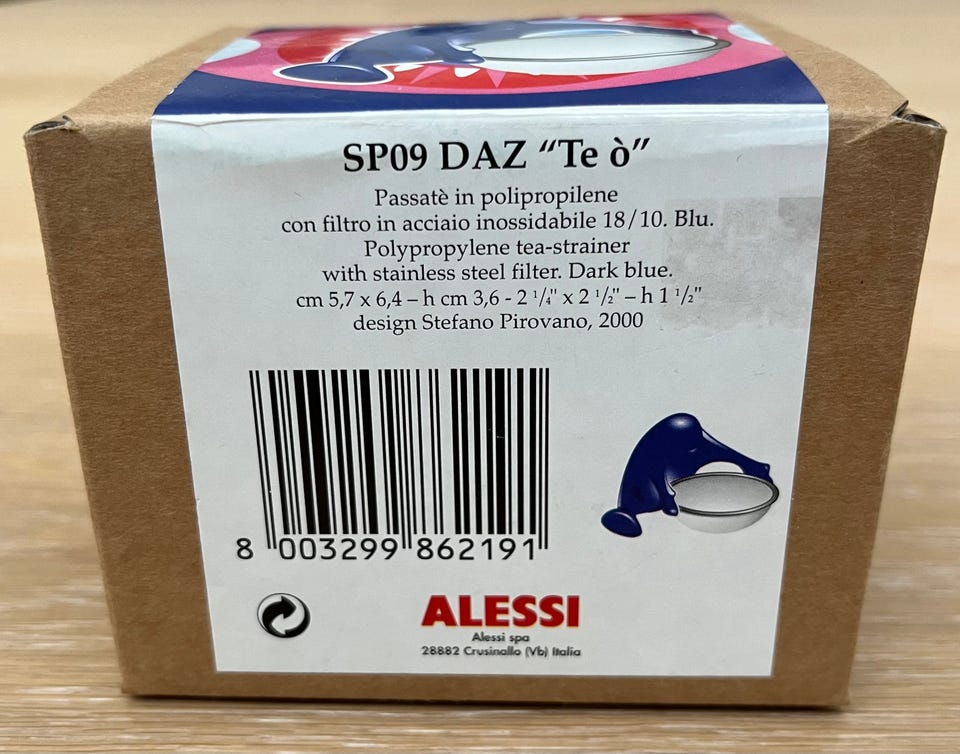 SP09 DAZ “Te ò”
Passatè in polipropilene
con filtro in acciaio inossidabile 18/10. Blu.
Polypropylene tea-strainer
with stainless steel filter. Dark blue.
cm 5,7 x 6,4 – h cm 3,6 - 2 1/4" x 2 1/2" – h 1 1/2"
design Stefano Pirovano, 2000
8 003299 862191
ALESSI
Alessi spa
28882 Crusinallo (Vb) Italia